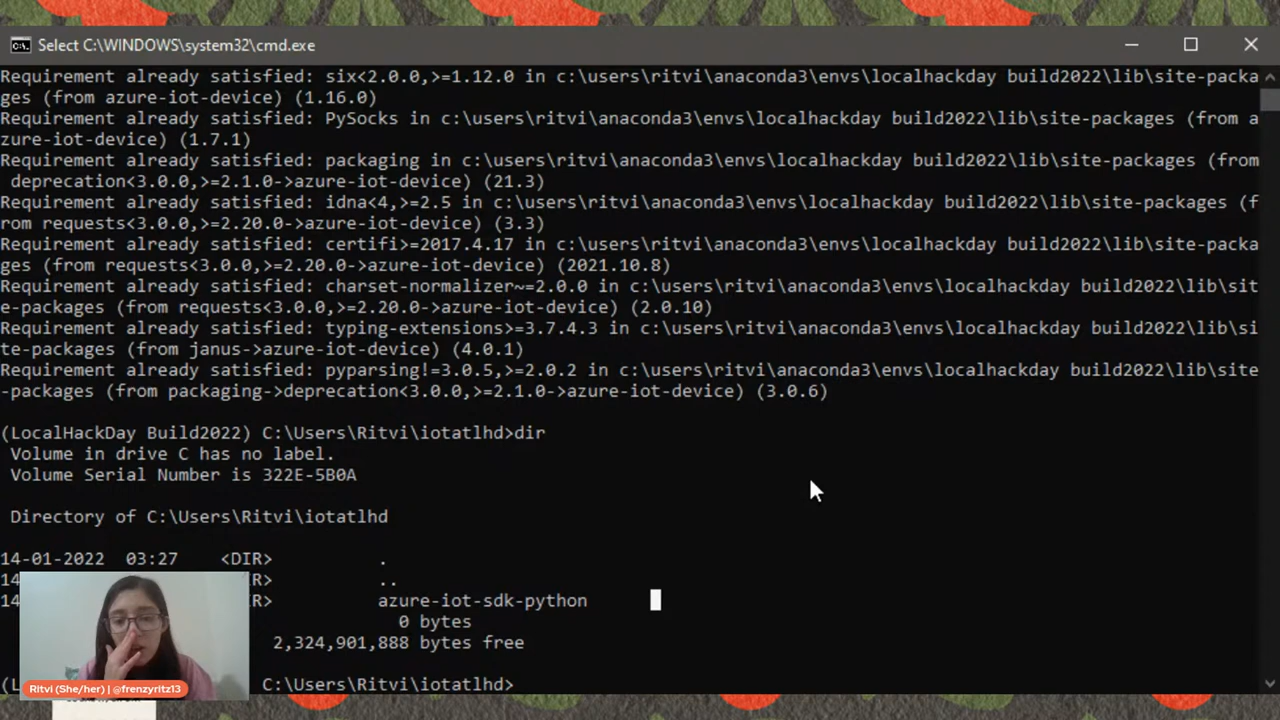 Select C:\WINDOWS\system32\cmd.exe
Requirement already satisfied: six<2.0.0,>=1.12.0 in c:\users\ritvi\anaconda3\envs\localhackday build2022\lib\site-packa
ges (from azure-iot-device) (1.16.0)
Requirement already satisfied: PySocks in c:\users\ritvi\anaconda3\envs\localhackday build2022\lib\site-packages (from a
zure-iot-device) (1.7.1)
Requirement already satisfied: packaging in c:\users\ritvi\anaconda3\envs\localhackday build2022\lib\site-packages (from
deprecation<3.0.0,>=2.1.0->azure-iot-device) (21.3)
Requirement already satisfied: idna<4,>=2.5 in c:\users\ritvi\anaconda3\envs\localhackday build2022\lib\site-packages (f
rom requests<3.0.0,>=2.20.0->azure-iot-device) (3.3)
Requirement already satisfied: certifi>=2017.4.17 in c:\users\ritvi\anaconda3\envs\localhackday build2022\lib\site-packa
ges (from requests<3.0.0,>=2.20.0->azure-iot-device) (2021.10.8)
Requirement already satisfied: charset-normalizer~=2.0.0 in c:\users\ritvi\anaconda3\envs\localhackday build2022\lib\sit
e-packages (from requests<3.0.0,>=2.20.0->azure-iot-device) (2.0.10)
Requirement already satisfied: typing-extensions>=3.7.4.3 in c:\users\ritvi\anaconda3\envs\localhackday build2022\lib\si
te-packages (from janus->azure-iot-device) (4.0.1)
Requirement already satisfied: pyparsing!=3.0.5,>=2.0.2 in c:\users\ritvi\anaconda3\envs\localhackday build2022\lib\site
-packages (from packaging->deprecation<3.0.0,>=2.1.0->azure-iot-device) (3.0.6)
(LocalHackDay Build2022) C:\Users\Ritvi\iotatlhd>dir
Volume in drive C has no label.
Volume Serial Number is 322E-5B0A
Directory of C:\Users\Ritvi\iotatlhd
14-01-2022 03:27 <DIR> .
14 R> ..
14 R> azure-iot-sdk-python
0 bytes
2,324,901,888 bytes free
(L C:\Users\Ritvi\iotatlhd>
Ritvi (She/her) | @frenzyritz13